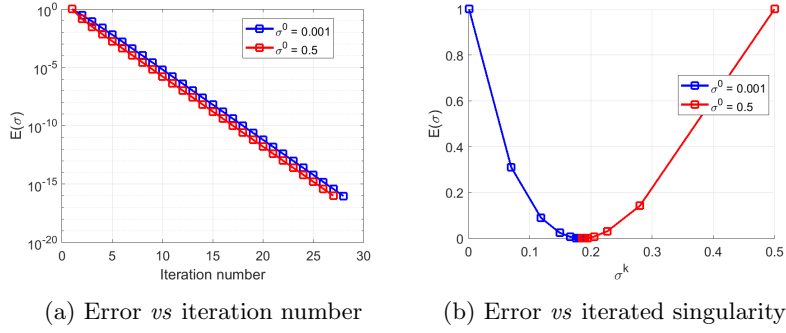 10^0
10^-5
10^-10
10^-15
10^-20
E(σ)
0 5 10 15 20 25 30
Iteration number
σ^0 = 0.001
σ^0 = 0.5
1
0.8
0.6
0.4
0.2
0
E(σ)
0 0.1 0.2 0.3 0.4 0.5
σ^k
σ^0 = 0.001
σ^0 = 0.5
(a) Error vs iteration number
(b) Error vs iterated singularity